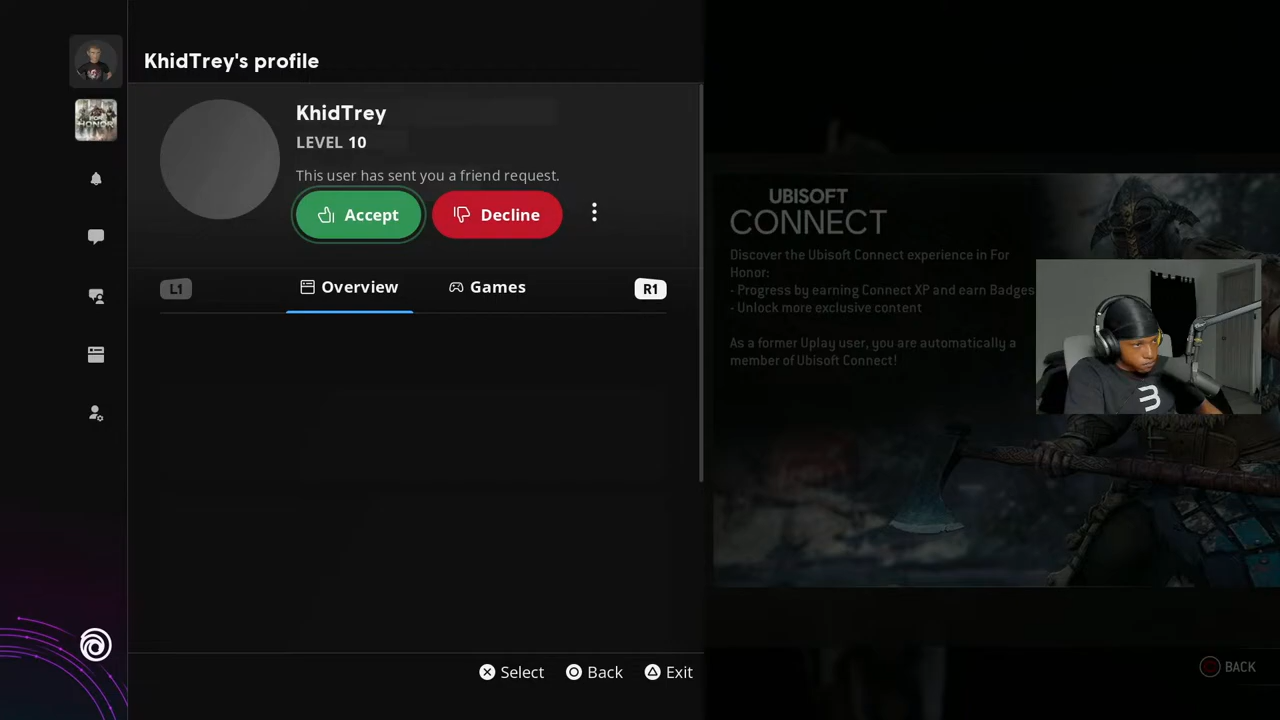 KhidTrey's profile
KhidTrey
LEVEL 10
This user has sent you a friend request.
Accept
Decline
L1
Overview
Games
R1
Select
Back
Exit
UBISOFT
CONNECT
Discover the Ubisoft Connect experience in For
Honor:
- Progress by earning Connect XP and earn Badges
- Unlock more exclusive content
As a former Uplay user, you are automatically a
member of Ubisoft Connect!
BACK
FOR
HONOR